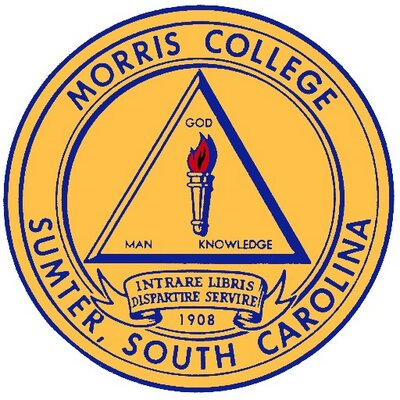 MORRIS COLLEGE
GOD
MAN KNOWLEDGE
INTRARE LIBRIS
DISPARTIRE SERVIRE
1908
SUMTER, SOUTH CAROLINA